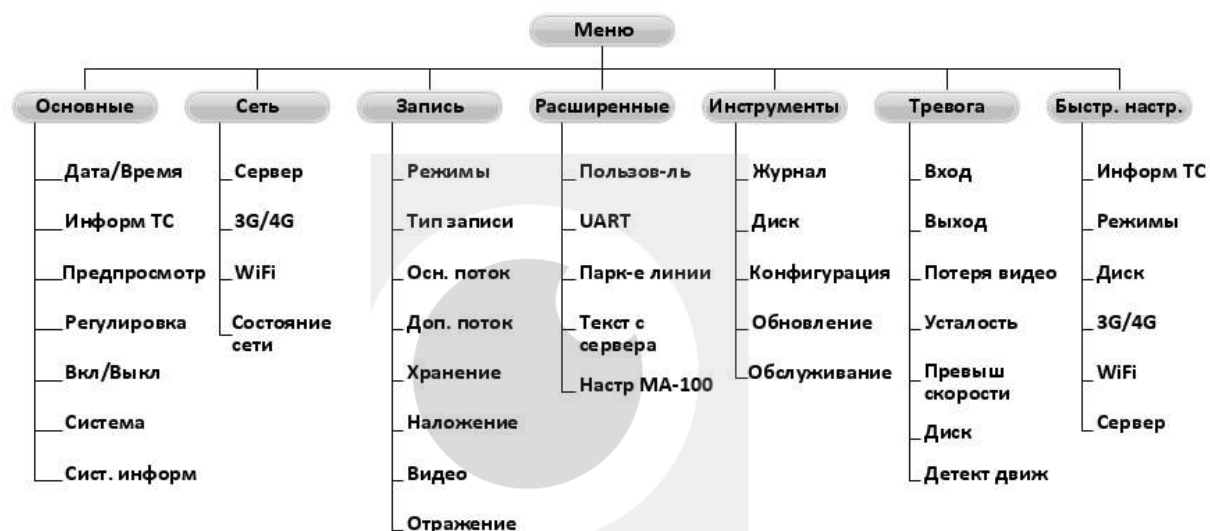 Меню
Основные
Сеть
Запись
Расширенные
Инструменты
Тревога
Быстр. настр.
Дата/Время
Информ ТС
Предпросмотр
Регулировка
Вкл/Выкл
Система
Сист. информ
Сервер
3G/4G
WiFi
Состояние
сети
Режимы
Тип записи
Осн. поток
Доп. поток
Хранение
Наложение
Видео
Отражение
Пользов-ль
UART
Парк-е линии
Текст с
сервера
Настр МА-100
Журнал
Диск
Конфигурация
Обновление
Обслуживание
Вход
Выход
Потеря видео
Усталость
Превыш
скорости
Диск
Детект движ
Информ ТС
Режимы
Диск
3G/4G
WiFi
Сервер